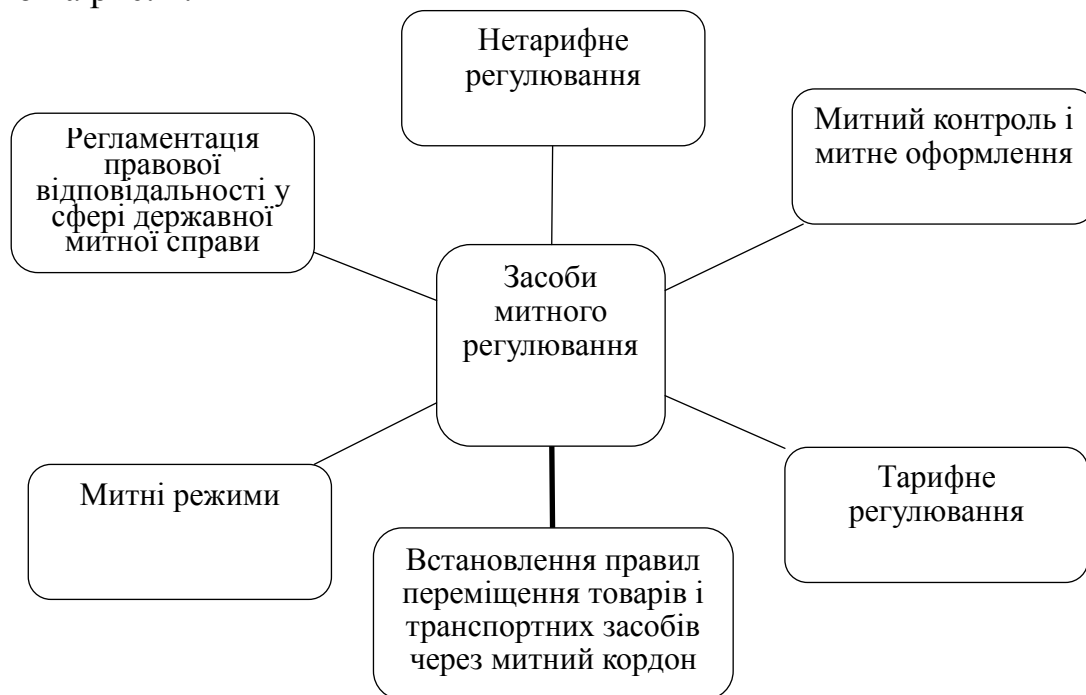 Нетарифне
регулювання
Митний контроль і
митне оформлення
Регламентація
правової
відповідальності у
сфері державної
митної справи
Засоби
митного
регулювання
Митні режими
Тарифне
регулювання
Встановлення правил
переміщення товарів і
транспортних засобів
через митний кордон